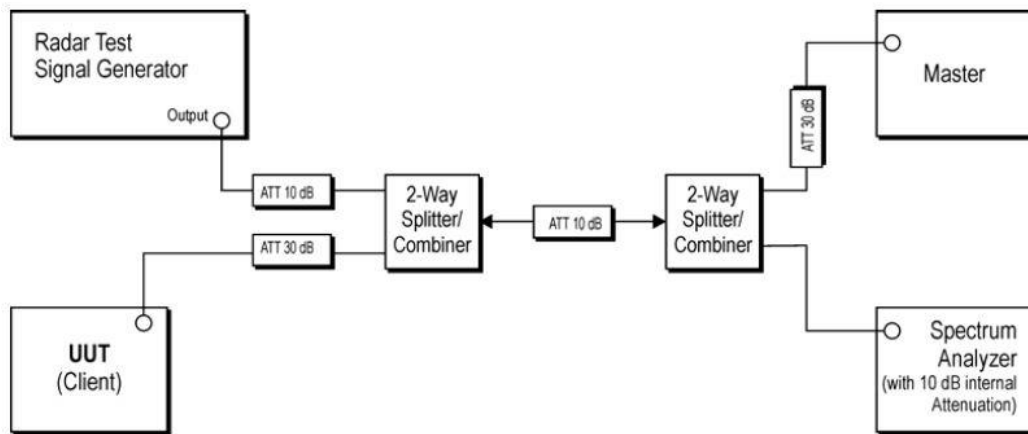 Radar Test
Signal Generator
Output
ATT 10 dB
ATT 30 dB
UUT
(Client)
2-Way
Splitter/
Combiner
ATT 10 dB
2-Way
Splitter/
Combiner
ATT 30 dB
Master
Spectrum
Analyzer
(with 10 dB internal
Attenuation)